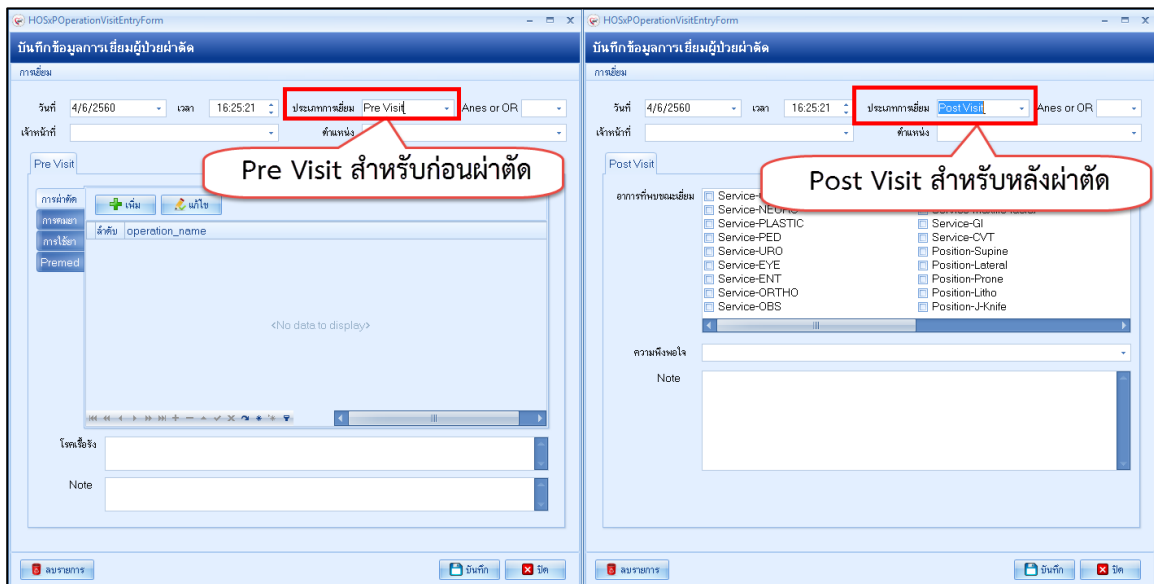 HOSxPOperationVisitEntryForm
บันทึกข้อมูลการเยี่ยมผู้ป่วยผ่าตัด
การเยี่ยม
วันที่ 4/6/2560 เวลา 16:25:21 ประเภทการเยี่ยม Pre Visit Anes or OR
เจ้าหน้าที่ ตำแหน่ง
Pre Visit
Pre Visit สำหรับก่อนผ่าตัด
การผ่าตัด
เพิ่ม แก้ไข
การดมยา
ลำดับ operation_name
การใช้ยา
Premed
<No data to display>
โรคเรื้อรัง
Note
ลบรายการ บันทึก ปิด
HOSxPOperationVisitEntryForm
บันทึกข้อมูลการเยี่ยมผู้ป่วยผ่าตัด
การเยี่ยม
วันที่ 4/6/2560 เวลา 16:25:21 ประเภทการเยี่ยม Post Visit Anes or OR
เจ้าหน้าที่ ตำแหน่ง
Post Visit
Post Visit สำหรับหลังผ่าตัด
อาการที่พบขณะเยี่ยม
Service-NEURO
Service-PLASTIC Service-GI
Service-PED Service-CVT
Service-URO Position-Supine
Service-EYE Position-Lateral
Service-ENT Position-Prone
Service-ORTHO Position-Litho
Service-OBS Position-J-Knife
ความพึงพอใจ
Note
ลบรายการ บันทึก ปิด